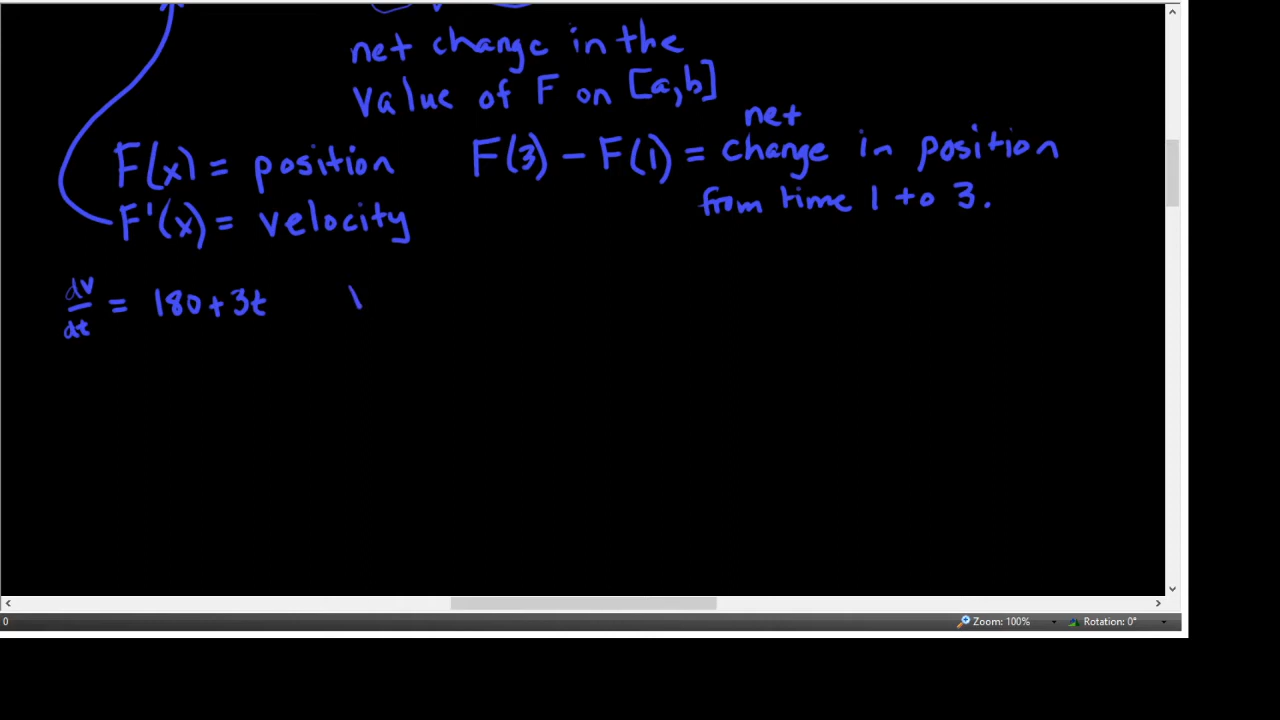 net change in the
value of F on [a,b]
F(x) = position
F'(x) = velocity
F(3) - F(1) = net change in position
from time 1 to 3.
dv/dt = 180+3t
0
Zoom: 100%
Rotation: 0°